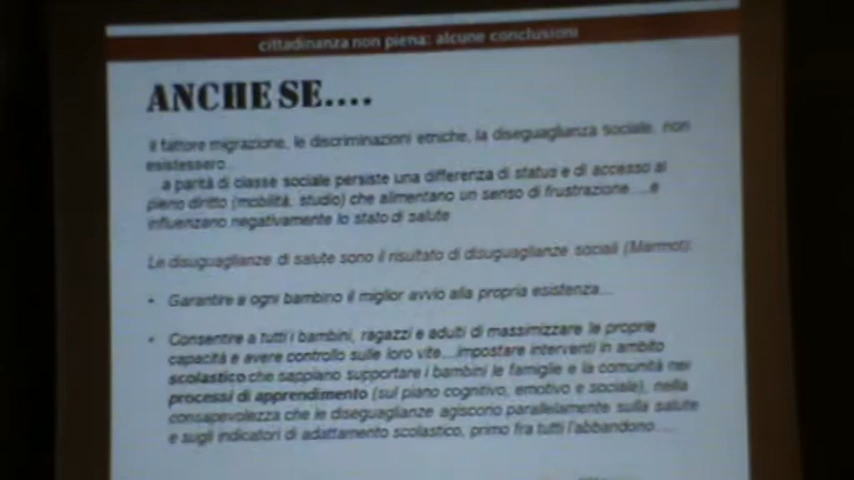 cittadinanza non piena: alcune conclusioni
ANCHE SE....
Il fattore migrazione, le discriminazioni etniche, la diseguaglianza sociale, non
esistessero...
...a parità di classe sociale persiste una differenza di status e di accesso al
pieno diritto (mobilità, studio) che alimentano un senso di frustrazione ....e
influenzano negativamente lo stato di salute
Le disuguaglianze di salute sono il risultato di disuguaglianze sociali (Marmot):
• Garantire a ogni bambino il miglior avvio alla propria esistenza...
• Consentire a tutti i bambini, ragazzi e adulti di massimizzare le proprie
capacità e avere controllo sulle loro vite...impostare interventi in ambito
scolastico che sappiano supportare i bambini le famiglie e la comunità nei
processi di apprendimento (sul piano cognitivo, emotivo e sociale), nella
consapevolezza che le diseguaglianze agiscono parallelamente sulla salute
e sugli indicatori di adattamento scolastico, primo fra tutti l'abbandono.....